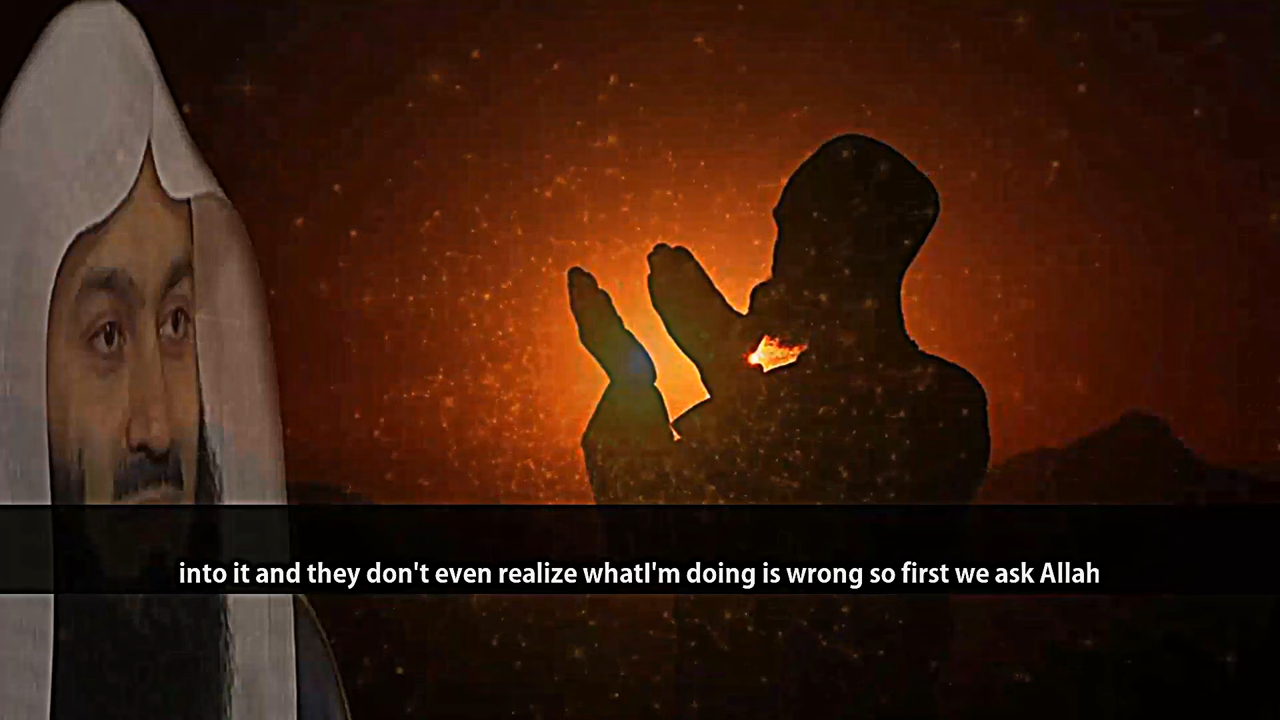 into it and they don't even realize whatI'm doing is wrong so first we ask Allah